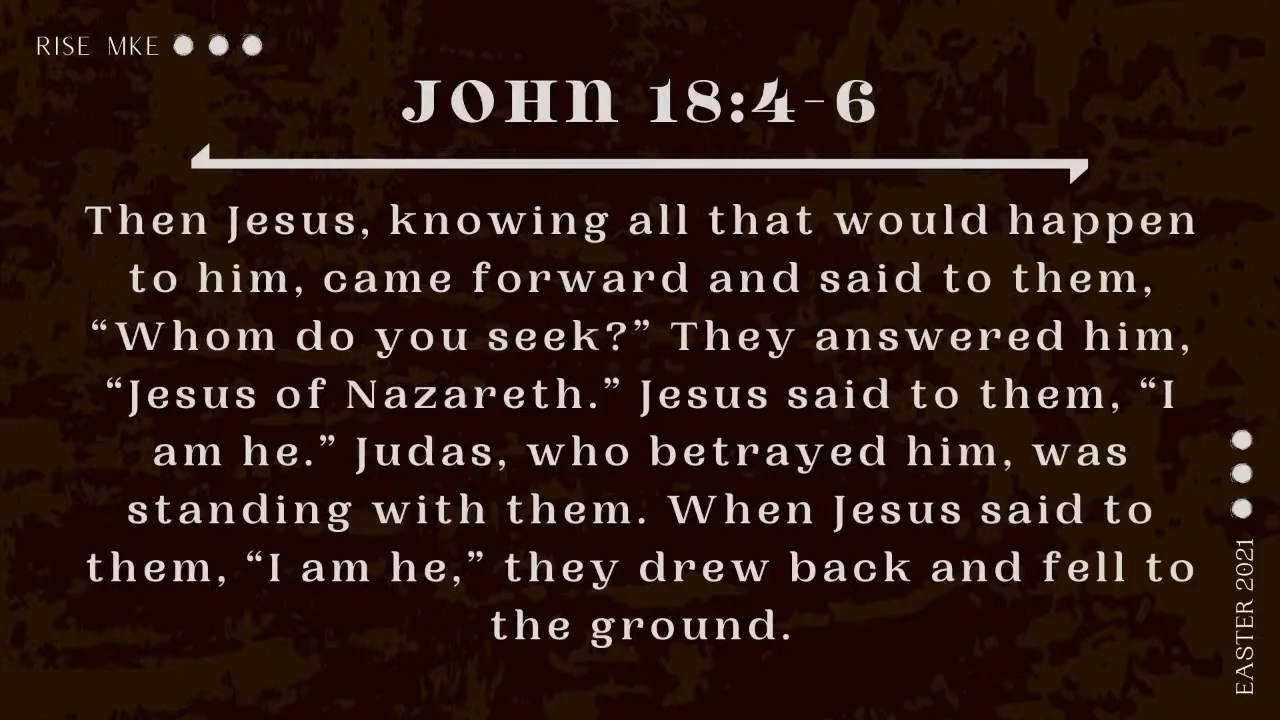 RISE MKE
JOHN 18:4-6
Then Jesus, knowing all that would happen
to him, came forward and said to them,
“Whom do you seek?” They answered him,
“Jesus of Nazareth.” Jesus said to them, “I
am he.” Judas, who betrayed him, was
standing with them. When Jesus said to
them, “I am he,” they drew back and fell to
the ground.
EASTER 2021